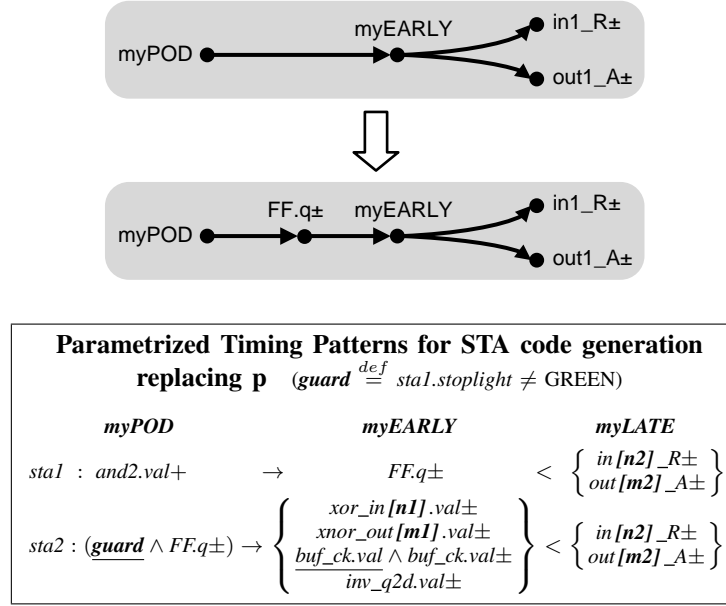 in1_R±
myEARLY
myPOD
out1_A±
in1_R±
FF.q± myEARLY
myPOD
out1_A±
Parametrized Timing Patterns for STA code generation
replacing p (guard def= sta1.stoplight ≠ GREEN)
myPOD myEARLY myLATE
sta1 : and2.val+ → FF.q± < { in[n2]_R±
out[m2]_A± }
sta2 : (guard ∧ FF.q±) → { xor_in[n1].val±
xnor_out[m1].val±
buf_ck.val ∧ buf_ck.val±
inv_q2d.val± } < { in[n2]_R±
out[m2]_A± }